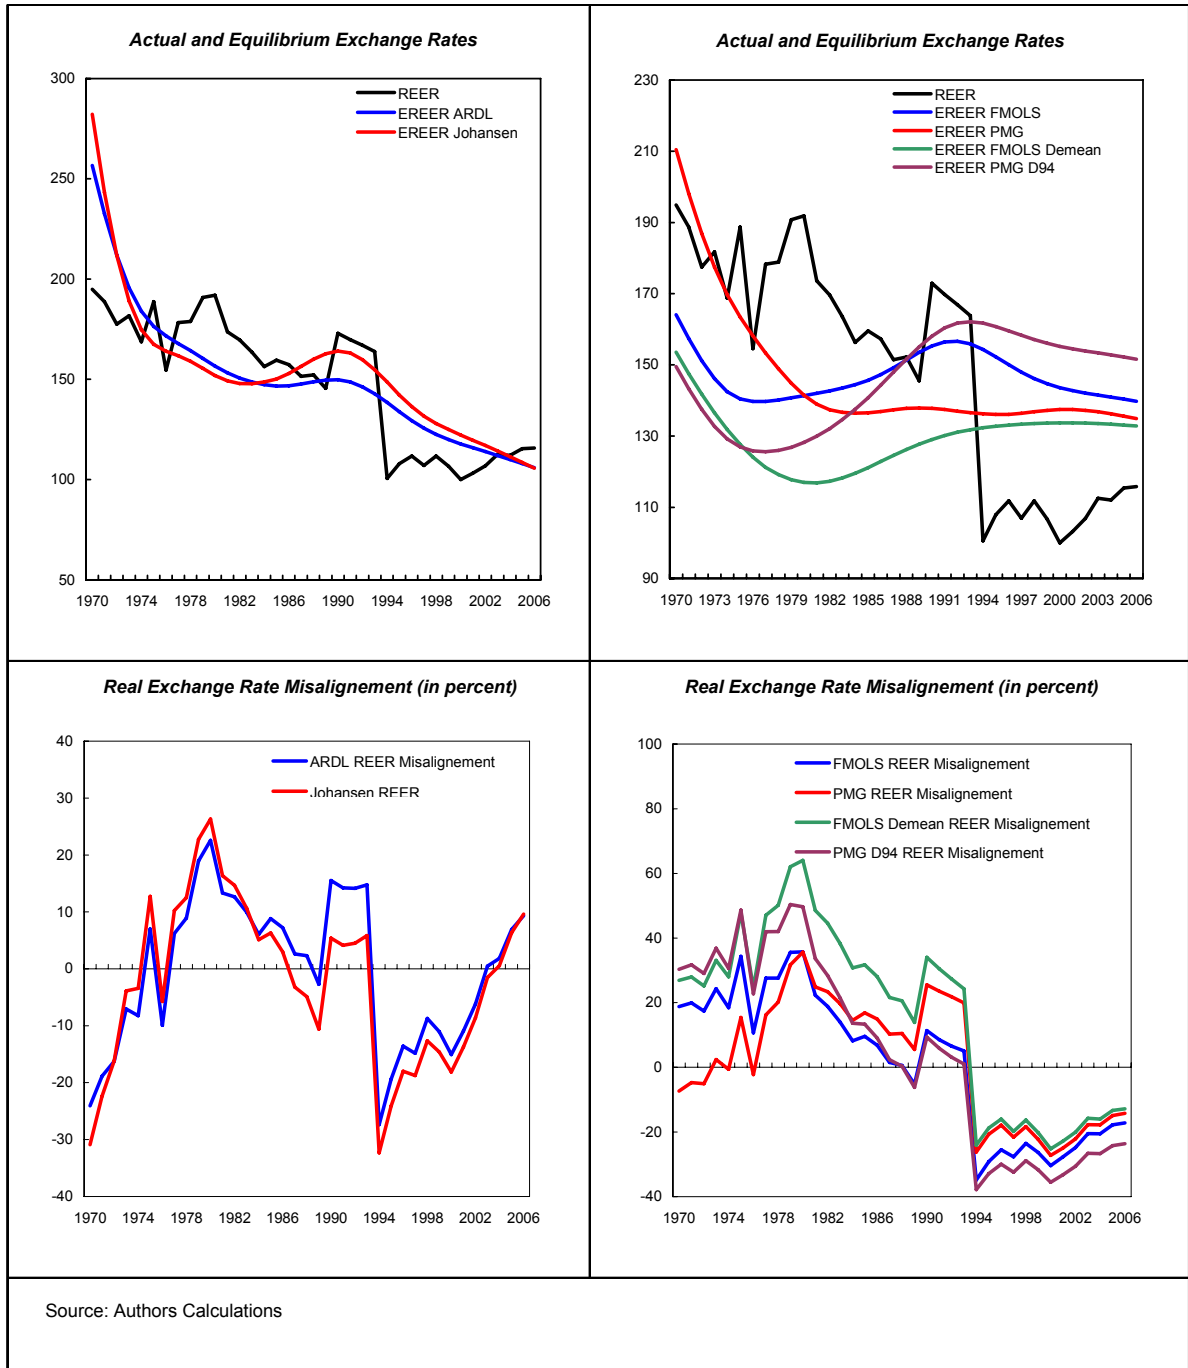 Actual and Equilibrium Exchange Rates
300
250
200
150
100
50
REER
EREER ARDL
EREER Johansen
1970 1974 1978 1982 1986 1990 1994 1998 2002 2006
Actual and Equilibrium Exchange Rates
230
210
190
170
150
130
110
90
REER
EREER FMOLS
EREER PMG
EREER FMOLS Demean
EREER PMG D94
1970 1973 1976 1979 1982 1985 1988 1991 1994 1997 2000 2003 2006
Real Exchange Rate Misalignement (in percent)
40
30
20
10
0
-10
-20
-30
-40
ARDL REER Misalignement
Johansen REER
1970 1974 1978 1982 1986 1990 1994 1998 2002 2006
Real Exchange Rate Misalignement (in percent)
100
80
60
40
20
0
-20
-40
FMOLS REER Misalignement
PMG REER Misalignement
FMOLS Demean REER Misalignement
PMG D94 REER Misalignement
1970 1974 1978 1982 1986 1990 1994 1998 2002 2006
Source: Authors Calculations